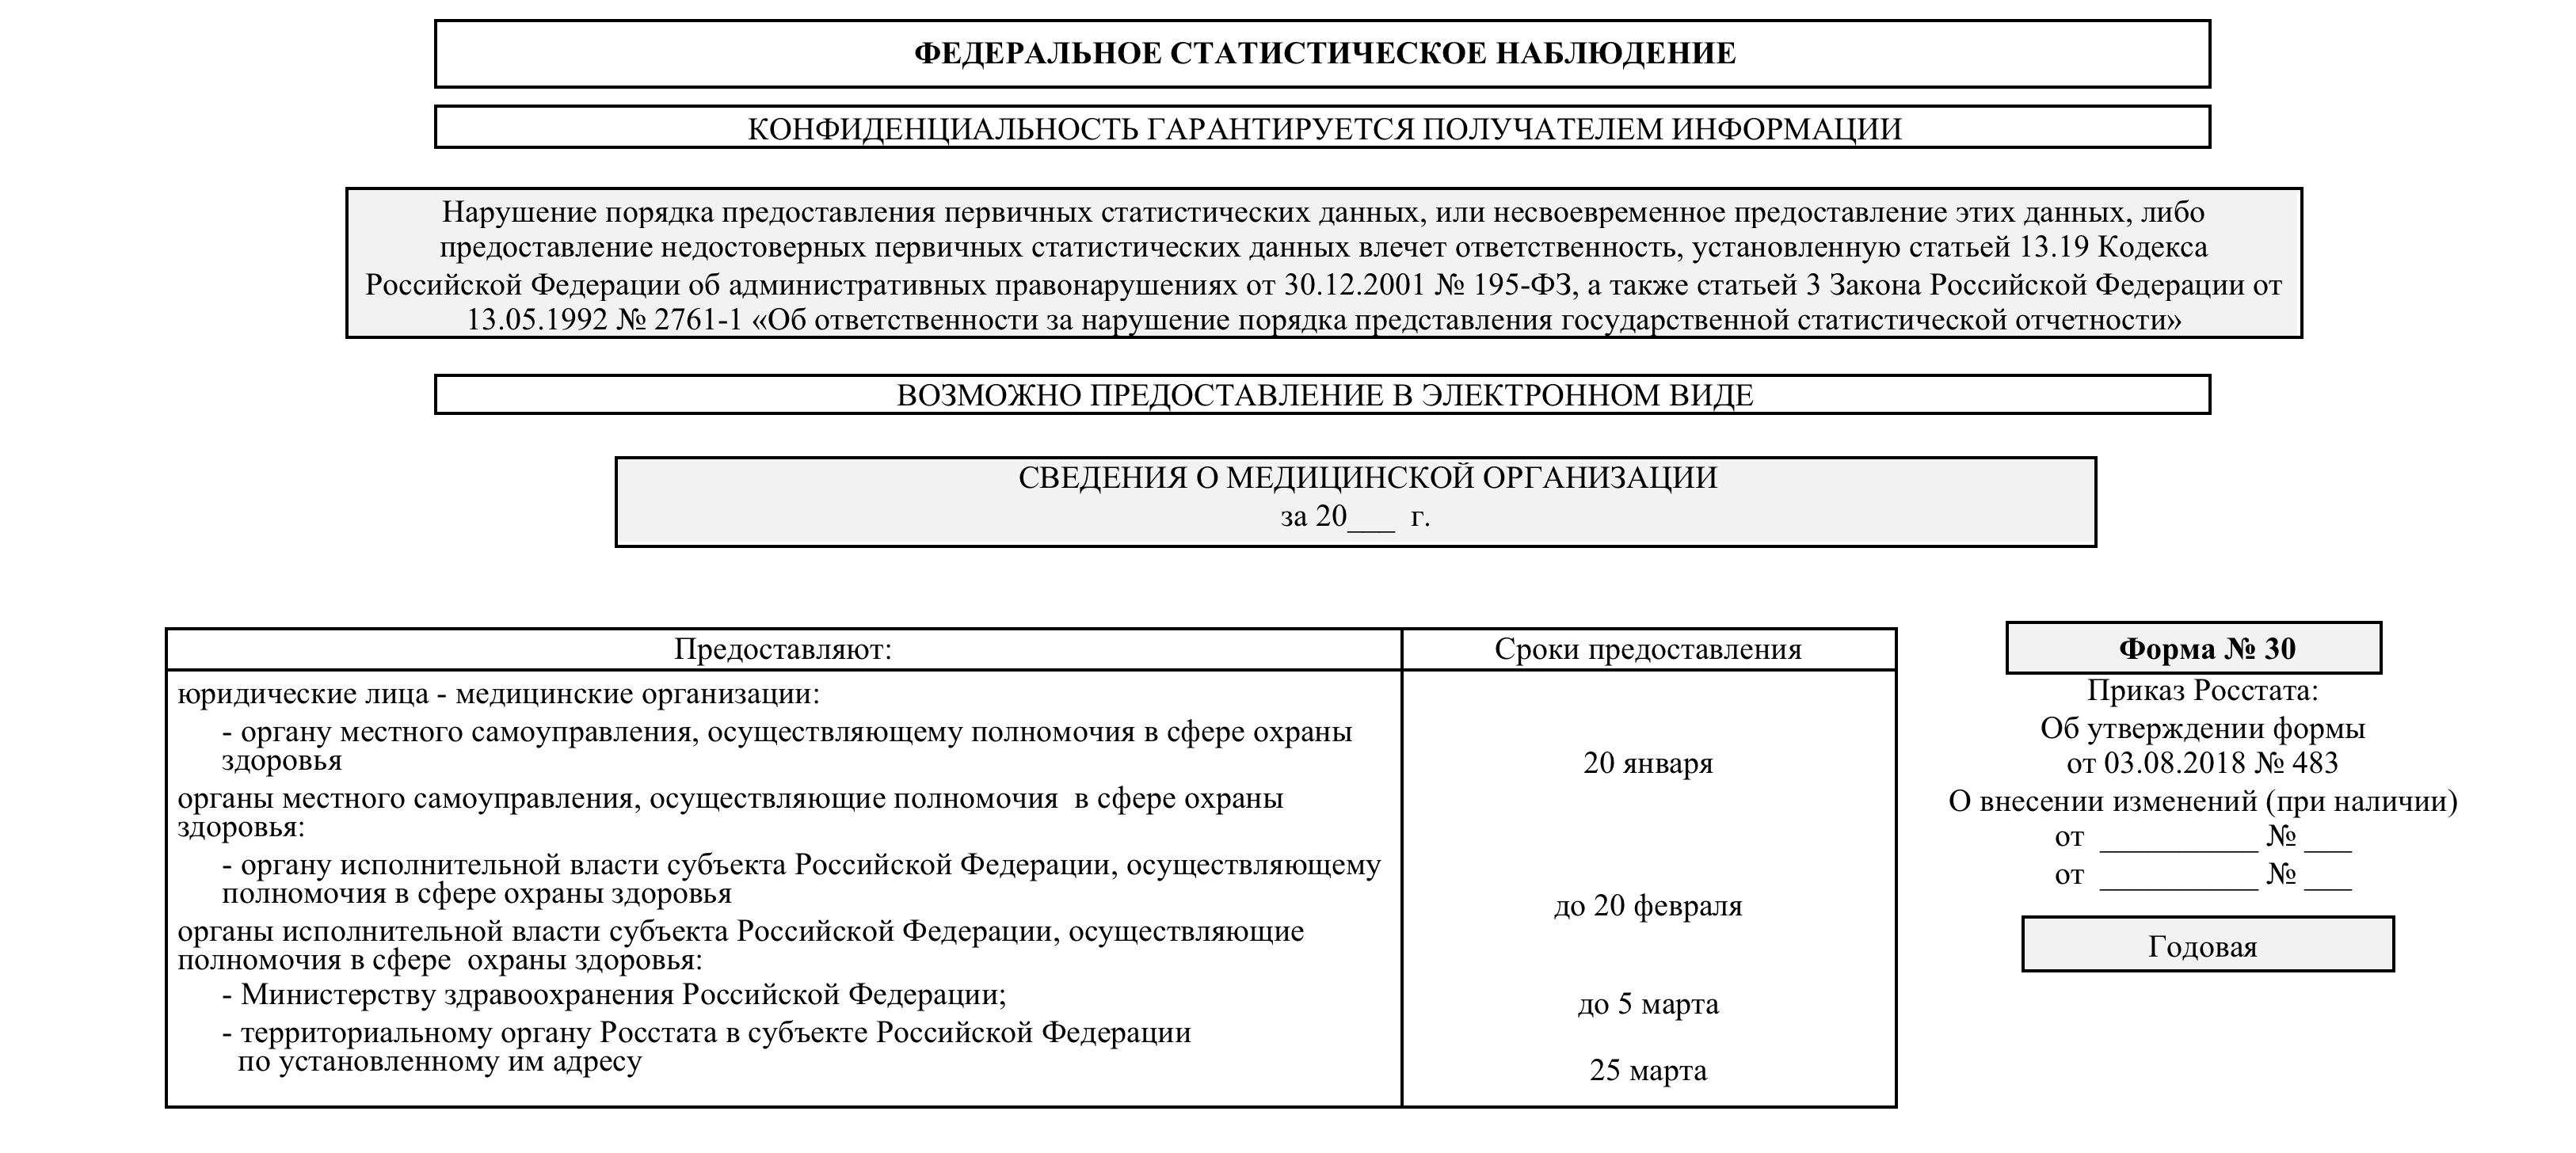 ФЕДЕРАЛЬНОЕ СТАТИСТИЧЕСКОЕ НАБЛЮДЕНИЕ
КОНФИДЕНЦИАЛЬНОСТЬ ГАРАНТИРУЕТСЯ ПОЛУЧАТЕЛЕМ ИНФОРМАЦИИ
Нарушение порядка предоставления первичных статистических данных, или несвоевременное предоставление этих данных, либо
предоставление недостоверных первичных статистических данных влечет ответственность, установленную статьей 13.19 Кодекса
Российской Федерации об административных правонарушениях от 30.12.2001 № 195-ФЗ, а также статьей 3 Закона Российской Федерации от
13.05.1992 № 2761-1 «Об ответственности за нарушение порядка представления государственной статистической отчетности»
ВОЗМОЖНО ПРЕДОСТАВЛЕНИЕ В ЭЛЕКТРОННОМ ВИДЕ
СВЕДЕНИЯ О МЕДИЦИНСКОЙ ОРГАНИЗАЦИИ
за 20___ г.
Предоставляют:
юридические лица - медицинские организации:
- органу местного самоуправления, осуществляющему полномочия в сфере охраны
здоровья
органы местного самоуправления, осуществляющие полномочия в сфере охраны
здоровья:
- органу исполнительной власти субъекта Российской Федерации, осуществляющему
полномочия в сфере охраны здоровья
органы исполнительной власти субъекта Российской Федерации, осуществляющие
полномочия в сфере охраны здоровья:
- Министерству здравоохранения Российской Федерации;
- территориальному органу Росстата в субъекте Российской Федерации
по установленному им адресу
Сроки предоставления
20 января
до 20 февраля
до 5 марта
25 марта
Форма № 30
Приказ Росстата:
Об утверждении формы
от 03.08.2018 № 483
О внесении изменений (при наличии)
от __________ № ___
от __________ № ___
Годовая